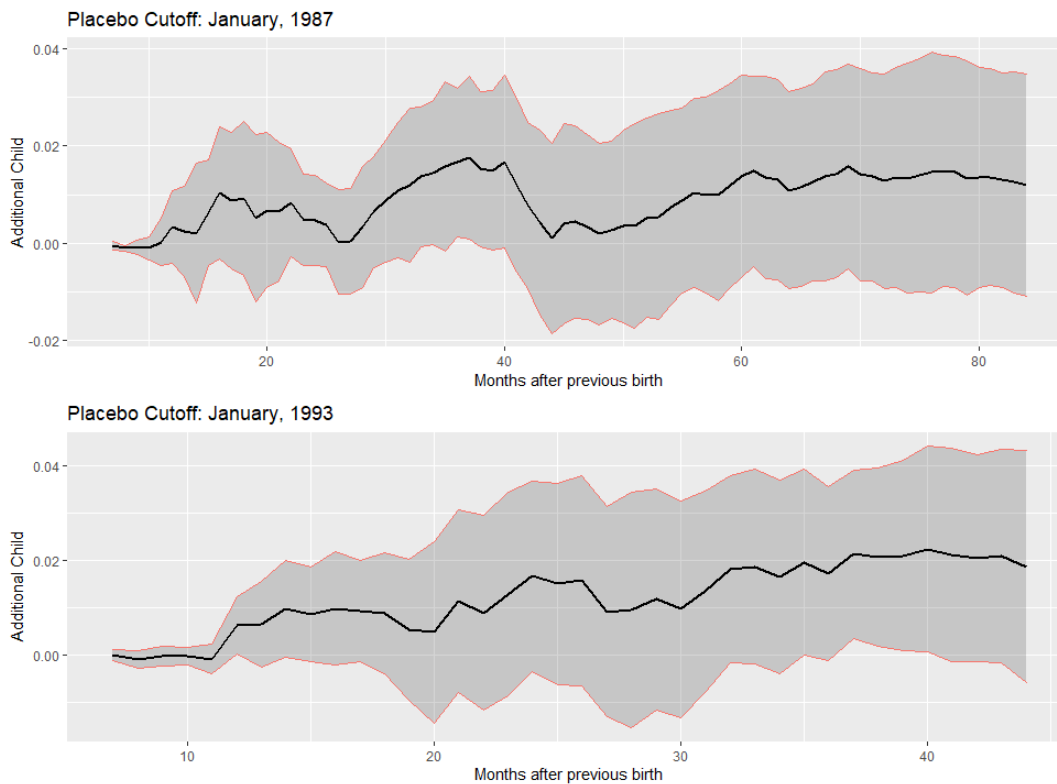 Placebo Cutoff: January, 1987
Additional Child
0.04
0.02
0.00
-0.02
20 40 60 80
Months after previous birth
Placebo Cutoff: January, 1993
Additional Child
0.04
0.02
0.00
10 20 30 40
Months after previous birth